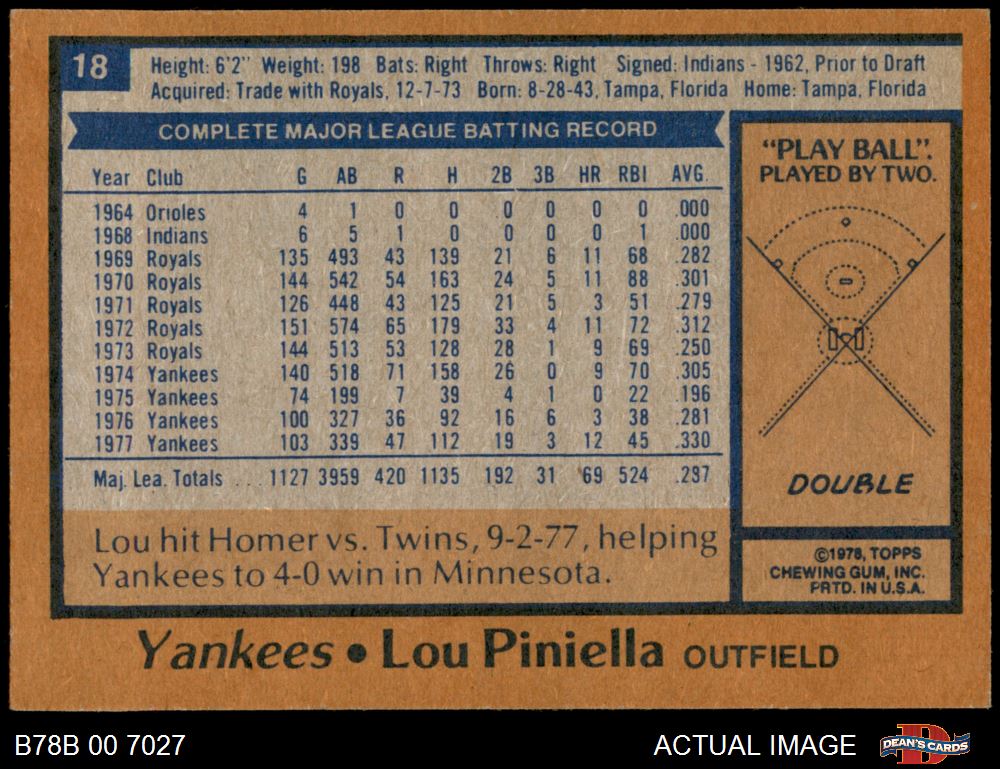 18
Height: 6'2" Weight: 198 Bats: Right Throws: Right Signed: Indians - 1962, Prior to Draft
Acquired: Trade with Royals, 12-7-73 Born: 8-28-43, Tampa, Florida Home: Tampa, Florida
COMPLETE MAJOR LEAGUE BATTING RECORD
Year Club G AB R H 2B 3B HR RBI AVG.
1964 Orioles 4 1 0 0 0 0 0 0 .000
1968 Indians 6 5 1 0 0 0 0 1 .000
1969 Royals 135 493 43 139 21 6 11 68 .282
1970 Royals 144 542 54 163 24 5 11 88 .301
1971 Royals 126 448 43 125 21 5 3 51 .279
1972 Royals 151 574 65 179 33 4 11 72 .312
1973 Royals 144 513 53 128 28 1 9 69 .250
1974 Yankees 140 518 71 158 26 0 9 70 .305
1975 Yankees 74 199 7 39 4 1 0 22 .196
1976 Yankees 100 327 36 92 16 6 3 38 .281
1977 Yankees 103 339 47 112 19 3 12 45 .330
Maj. Lea. Totals ... 1127 3959 420 1135 192 31 69 524 .287
Lou hit Homer vs. Twins, 9-2-77, helping
Yankees to 4-0 win in Minnesota.
"PLAY BALL".
PLAYED BY TWO.
DOUBLE
©1978, TOPPS
CHEWING GUM, INC.
PRTD. IN U.S.A.
Yankees • Lou Piniella OUTFIELD
B78B 00 7027
ACTUAL IMAGE
D
DEAN'S CARDS